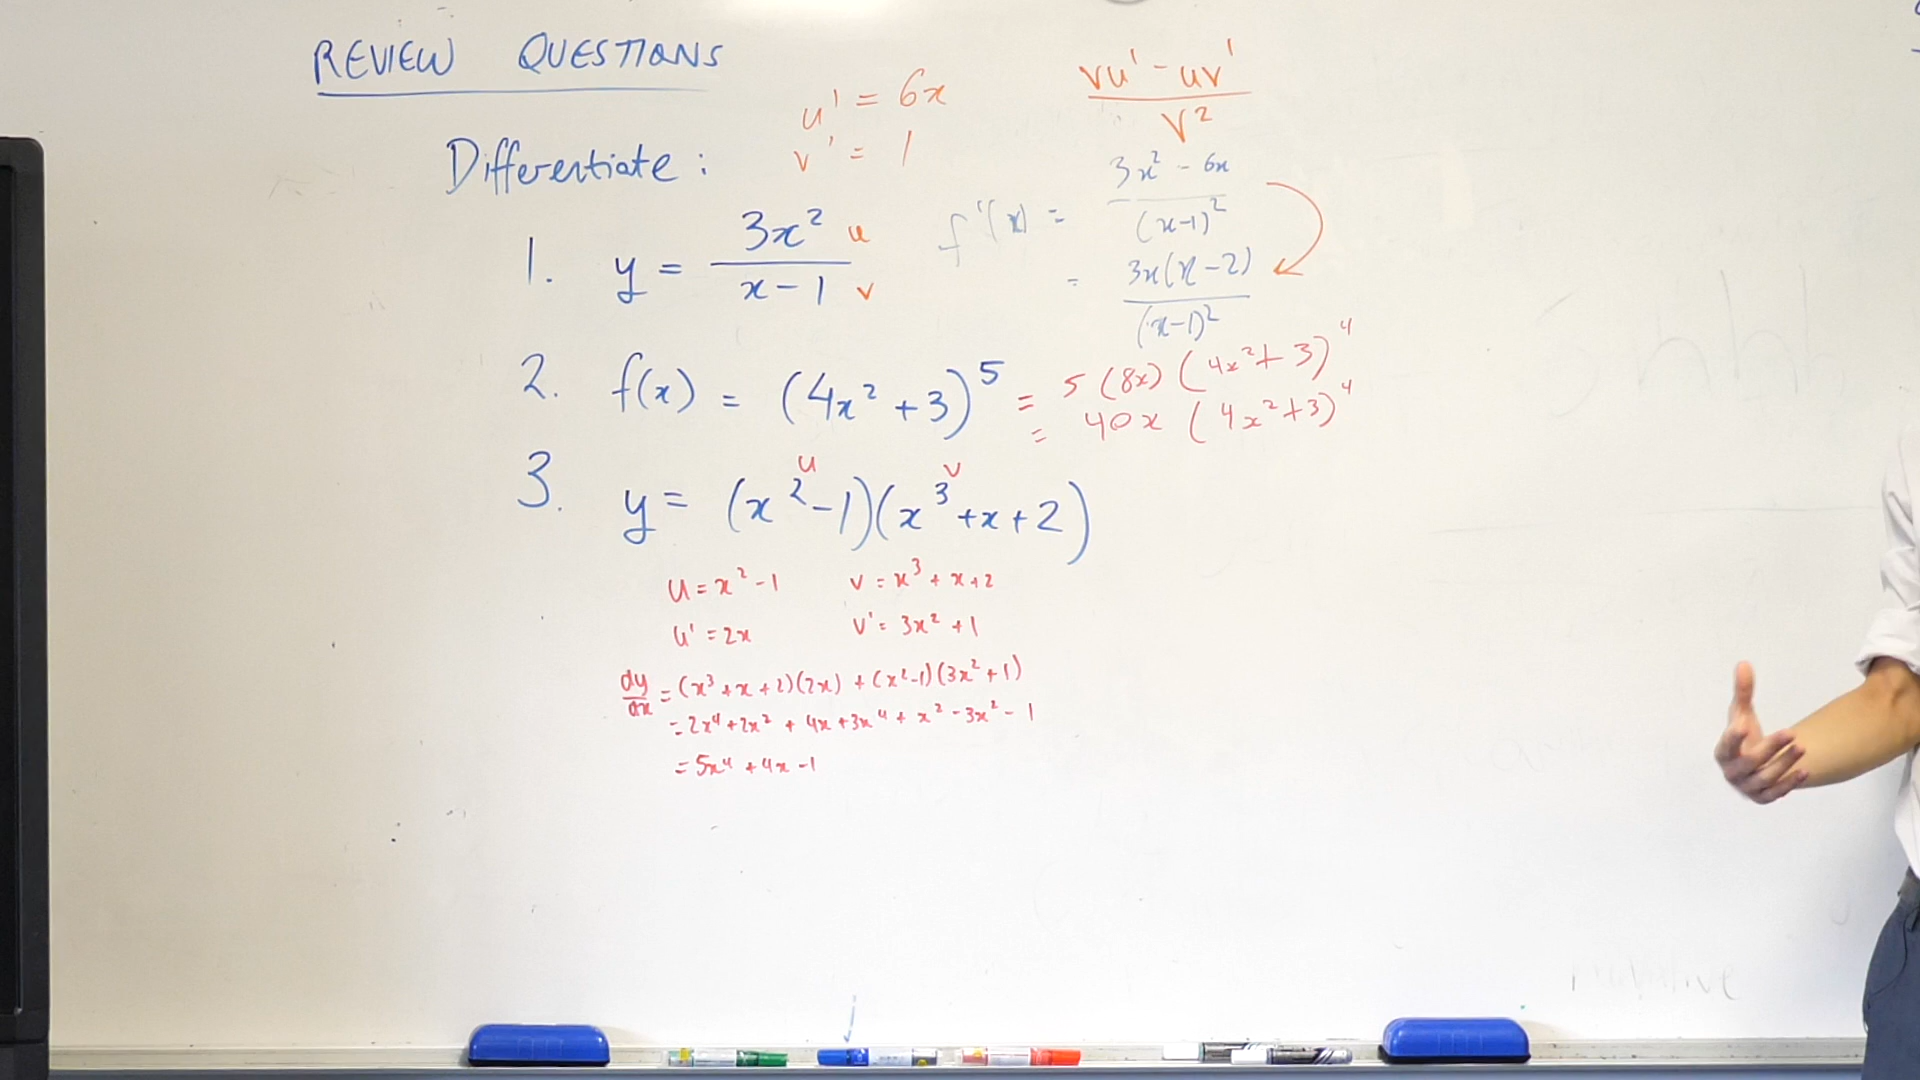 REVIEW QUESTIONS
u' = 6x
v' = 1
vu' - uv'
v²
Differentiate:
1. y = 3x² u
x - 1 v
f'(x) = 3x² - 6x
(x-1)²
= 3x(x-2)
(x-1)²
2. f(x) = (4x² + 3)⁵ = 5(8x)(4x² + 3)⁴
= 40x(4x² + 3)⁴
u v
3. y = (x² - 1)(x³ + x + 2)
u = x² - 1 v = x³ + x + 2
u' = 2x v' = 3x² + 1
dy/dx = (x³ + x + 2)(2x) + (x² - 1)(3x² + 1)
= 2x⁴ + 2x² + 4x + 3x⁴ + x² - 3x² - 1
= 5x⁴ + 4x - 1